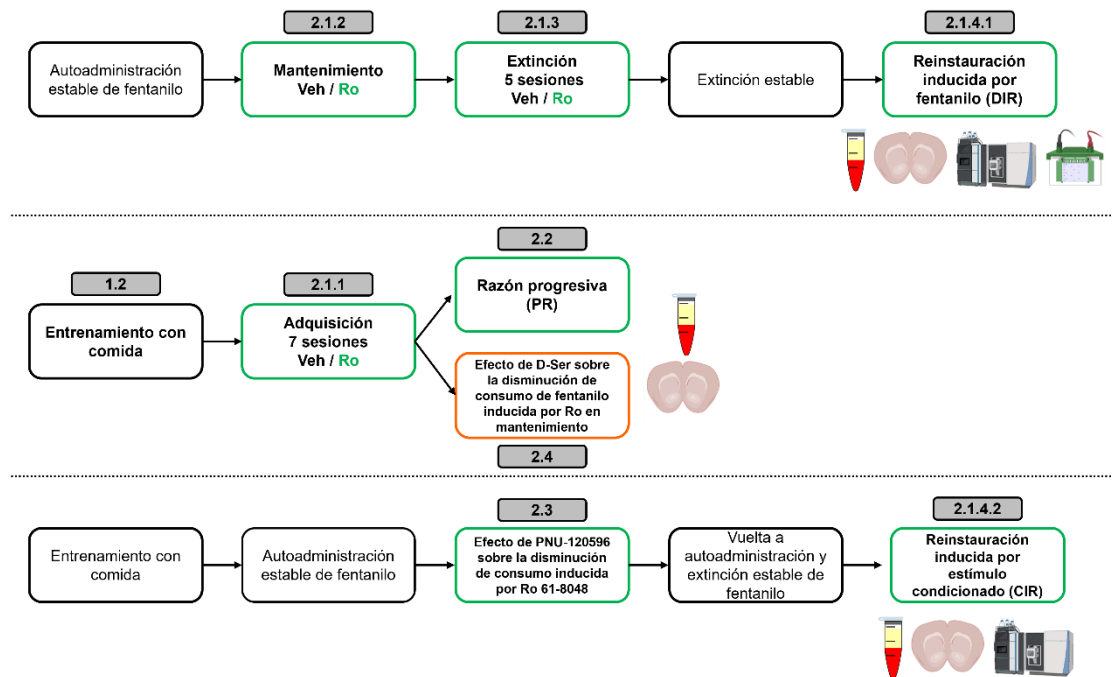 2.1.2
2.1.3
2.1.4.1
Autoadministración
estable de fentanilo
Mantenimiento
Veh / Ro
Extinción
5 sesiones
Veh / Ro
Extinción estable
Reinstauración
inducida por
fentanilo (DIR)
2.2
1.2
2.1.1
Razón progresiva
(PR)
Entrenamiento con
comida
Adquisición
7 sesiones
Veh / Ro
Efecto de D-Ser sobre
la disminución de
consumo de fentanilo
inducida por Ro en
mantenimiento
2.4
2.3
2.1.4.2
Entrenamiento con
comida
Autoadministración
estable de fentanilo
Efecto de PNU-120596
sobre la disminución
de consumo inducida
por Ro 61-8048
Vuelta a
autoadministración y
extinción estable de
fentanilo
Reinstauración
inducida por
estímulo
condicionado (CIR)